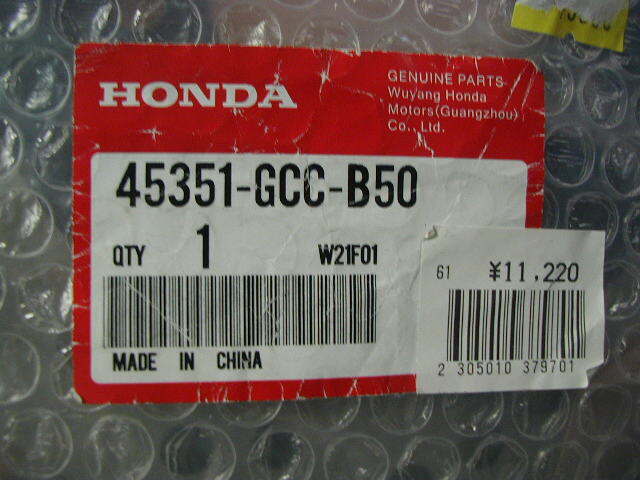 HONDA
GENUINE PARTS
Wuyang Honda
Motors(Guangzhou)
Co., Ltd.
45351-GCC-B50
QTY 1 W21F01
MADE IN CHINA
61 ¥11,220
2 305010 379701